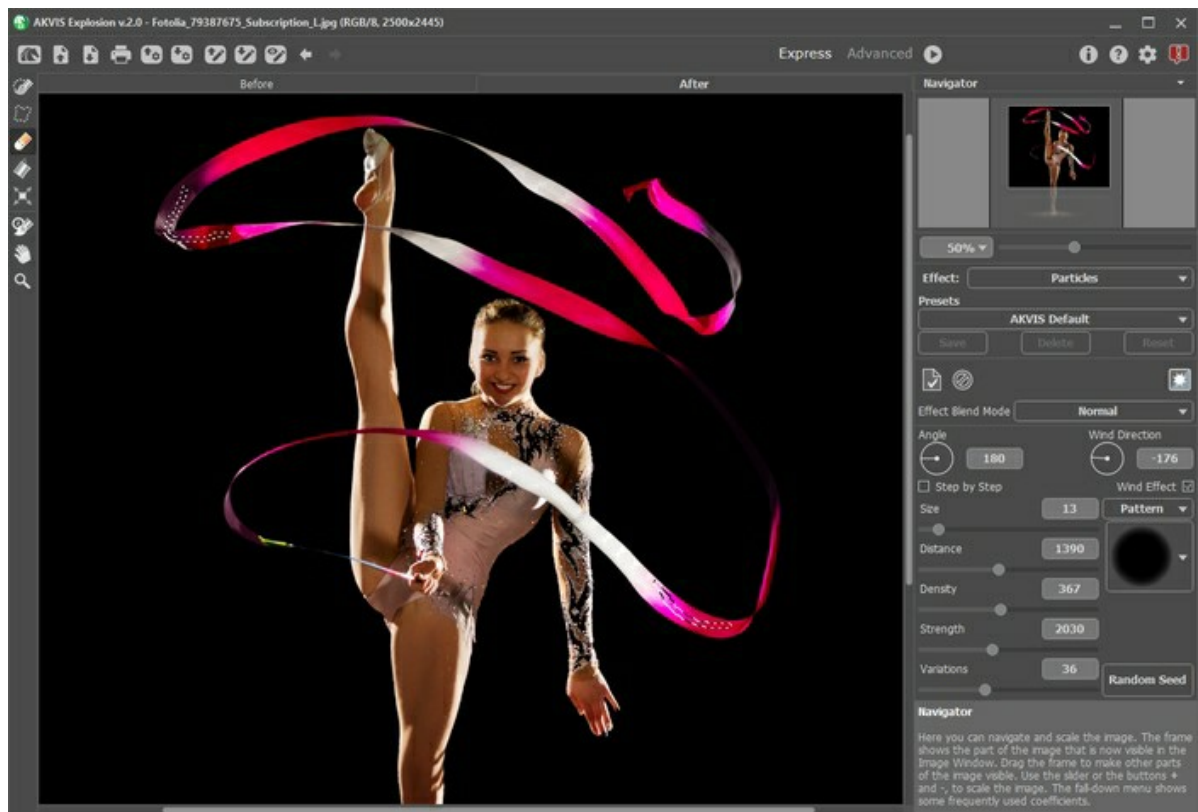 AKVIS Explosion v.2.0 - Fotolia_79387675_Subscription_L.jpg (RGB/8, 2500x2445)
Express Advanced
Before After
Navigator
50%
Effect: Particles
Presets
AKVIS Default
Save Delete Reset
Effect Blend Mode Normal
Angle Wind Direction
180 -176
Step by Step Wind Effect
Size 13 Pattern
Distance 1390
Density 367
Strength 2030
Variations 36
Random Seed
Navigator
Here you can navigate and scale the image. The frame
shows the part of the image that is now visible in the
Image Window. Drag the frame to make other parts
of the image visible. Use the slider or the buttons +
and -, to scale the image. The fall-down menu shows
some frequently used coefficients.